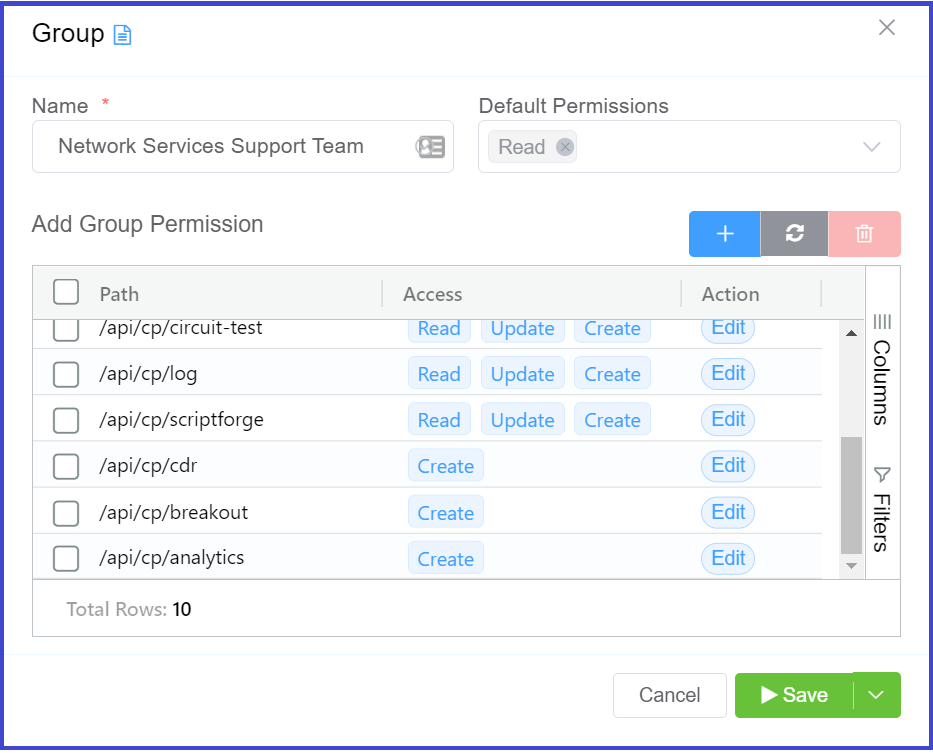 Group
Name * Default Permissions
Network Services Support Team Read
Add Group Permission
Path Access Action
/api/cp/circuit-test Read Update Create Edit
/api/cp/log Read Update Create Edit
/api/cp/scriptforge Read Update Create Edit
/api/cp/cdr Create Edit
/api/cp/breakout Create Edit
/api/cp/analytics Create Edit
Columns
Filters
Total Rows: 10
Cancel Save